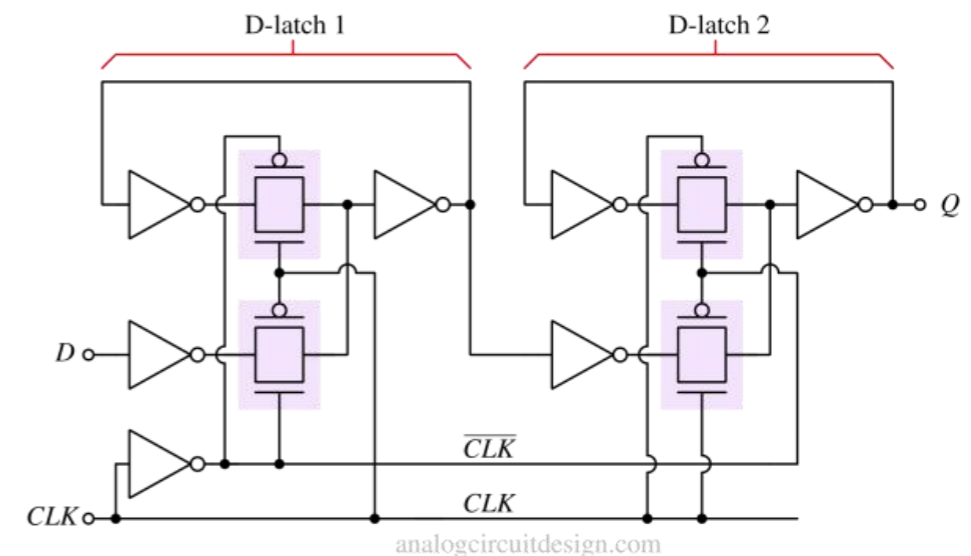 D-latch 1
D-latch 2
Q
D
CLK
CLK
CLK
analogcircuitdesign.com